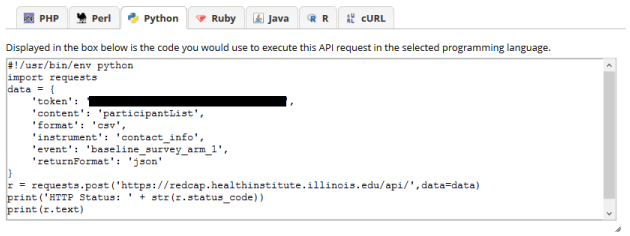 PHP Perl Python Ruby Java R cURL
Displayed in the box below is the code you would use to execute this API request in the selected programming language.
#!/usr/bin/env python
import requests
data = {
    'token': '',
    'content': 'participantList',
    'format': 'csv',
    'instrument': 'contact_info',
    'event': 'baseline_survey_arm_1',
    'returnFormat': 'json'
}
r = requests.post('https://redcap.healthinstitute.illinois.edu/api/',data=data)
print('HTTP Status: ' + str(r.status_code))
print(r.text)